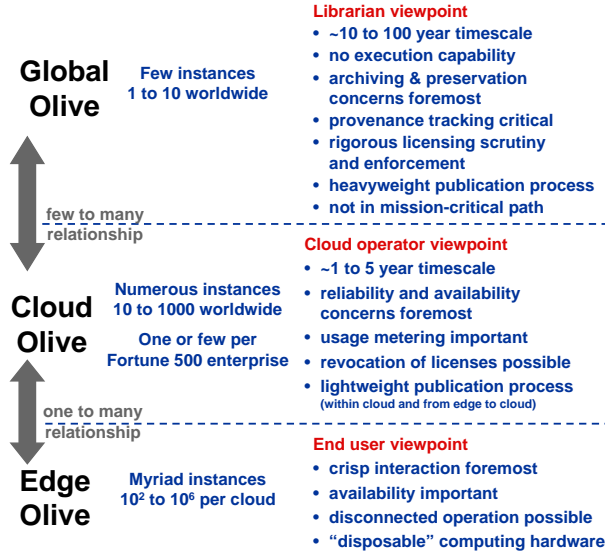 Global
Olive
Few instances
1 to 10 worldwide
Librarian viewpoint
• ~10 to 100 year timescale
• no execution capability
• archiving & preservation
concerns foremost
• provenance tracking critical
• rigorous licensing scrutiny
and enforcement
• heavyweight publication process
• not in mission-critical path
few to many
relationship
Cloud
Olive
Numerous instances
10 to 1000 worldwide
One or few per
Fortune 500 enterprise
Cloud operator viewpoint
• ~1 to 5 year timescale
• reliability and availability
concerns foremost
• usage metering important
• revocation of licenses possible
• lightweight publication process
(within cloud and from edge to cloud)
one to many
relationship
Edge
Olive
Myriad instances
10² to 10⁶ per cloud
End user viewpoint
• crisp interaction foremost
• availability important
• disconnected operation possible
• “disposable” computing hardware